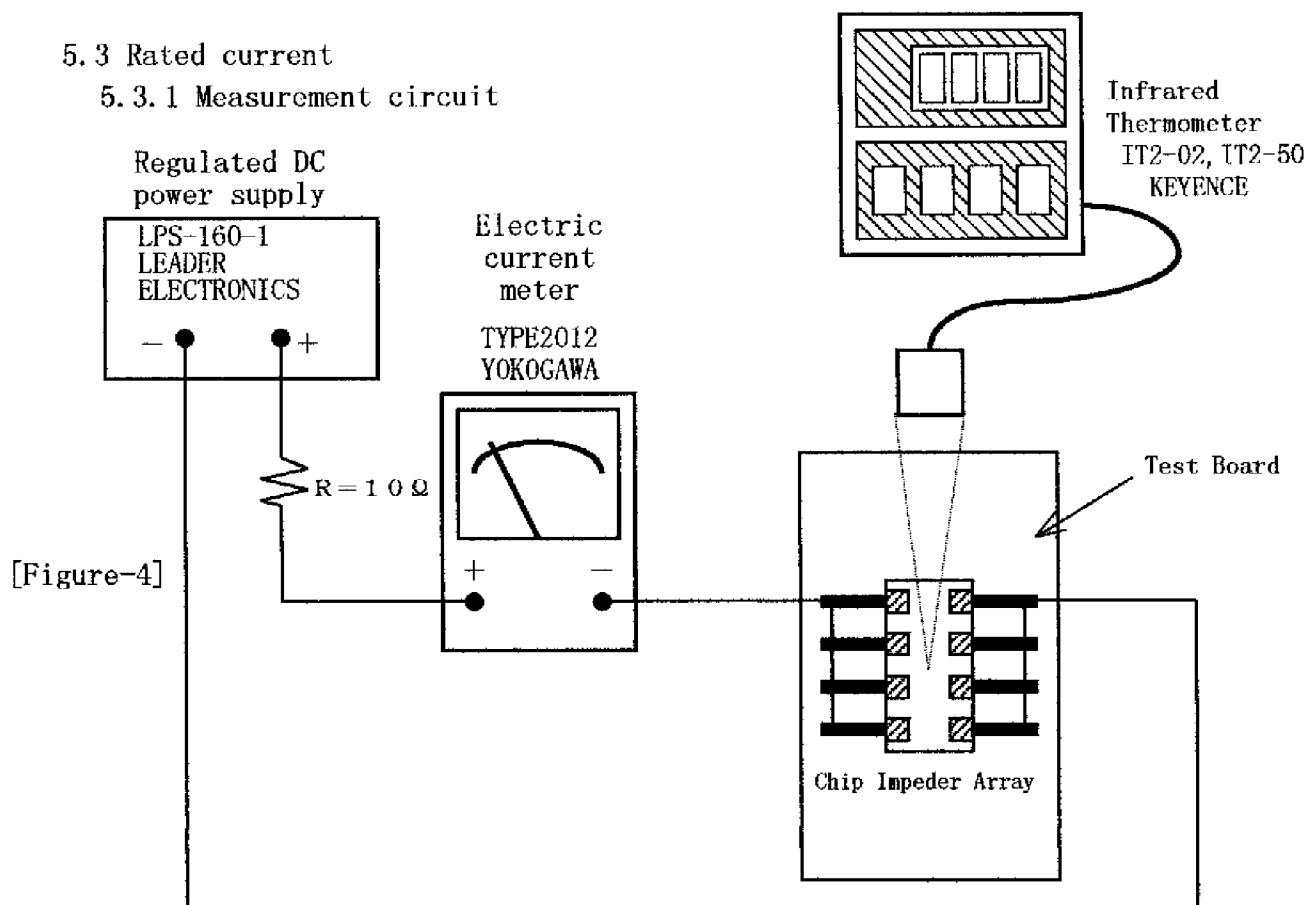 5.3 Rated current
5.3.1 Measurement circuit
Regulated DC
power supply
LPS-160-1
LEADER
ELECTRONICS
− +
Electric
current
meter
TYPE2012
YOKOGAWA
R=10Ω
+ −
[Figure-4]
Infrared
Thermometer
IT2-02, IT2-50
KEYENCE
Test Board
Chip Impeder Array